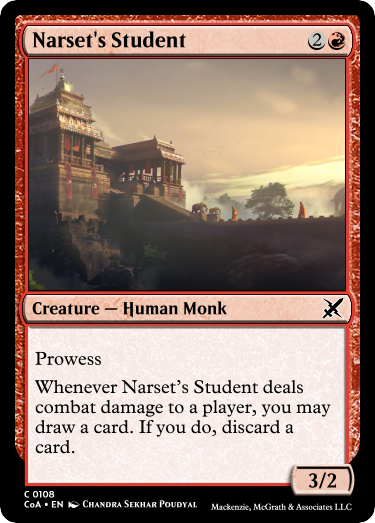 Narset's Student
2
Creature — Human Monk
Prowess
Whenever Narset's Student deals
combat damage to a player, you may
draw a card. If you do, discard a
card.
3/2
C 0108
CoA • EN Chandra Sekhar Poudyal
Mackenzie, McGrath & Associates LLC